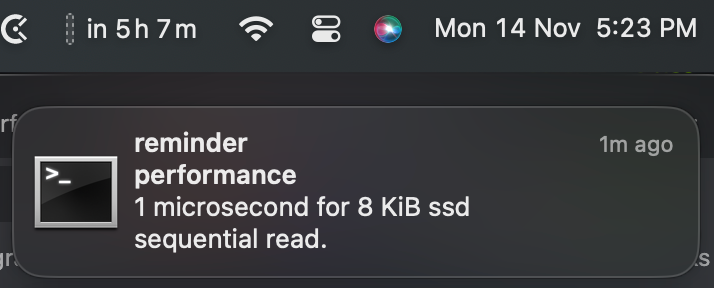 in 5h 7m Mon 14 Nov 5:23 PM
reminder 1m ago
performance
1 microsecond for 8 KiB ssd
sequential read.